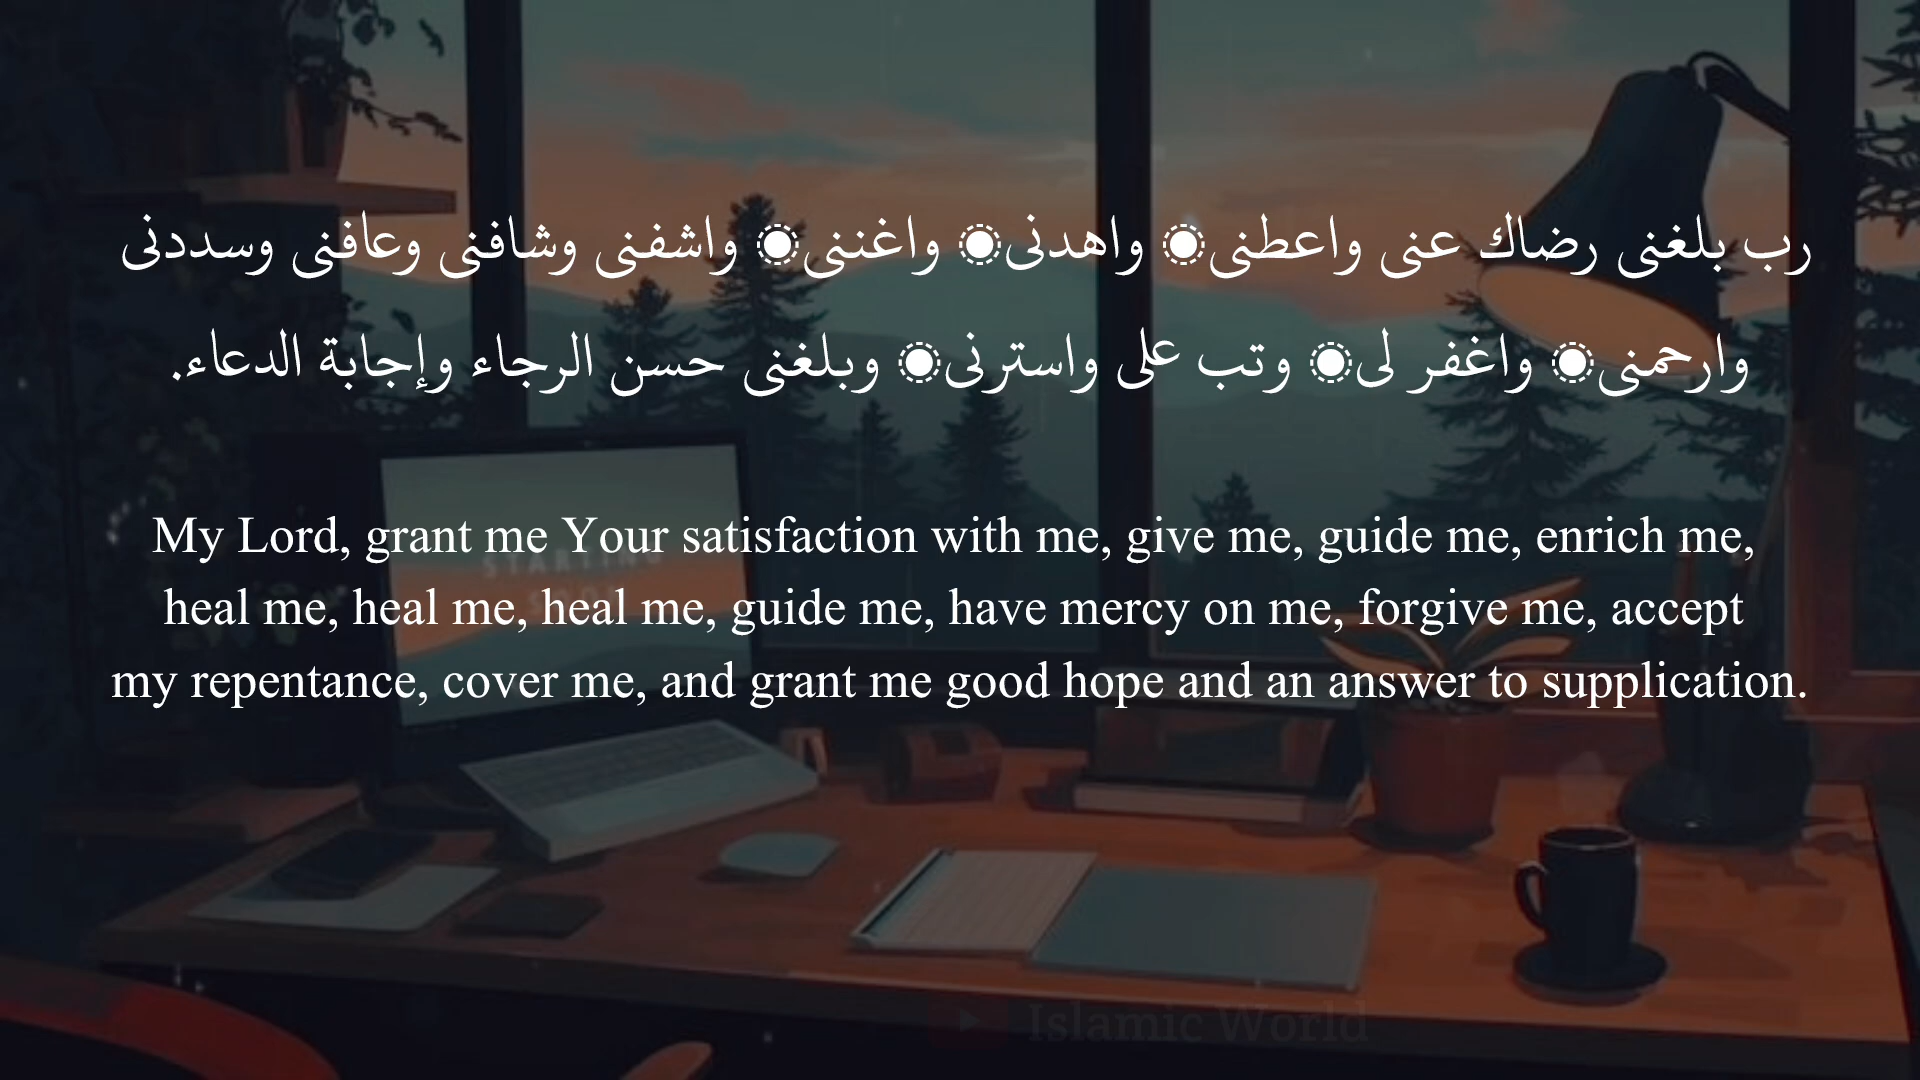 رب بلغنى رضاك عنى واعطنى۝ واهدنى۝ واغننى۝ واشفنى وشافنى وعافنى وسددنى
وارحمنى۝ واغفر لى۝ وتب على واسترنى۝ وبلغنى حسن الرجاء وإجابة الدعاء.
My Lord, grant me Your satisfaction with me, give me, guide me, enrich me,
heal me, heal me, heal me, guide me, have mercy on me, forgive me, accept
my repentance, cover me, and grant me good hope and an answer to supplication.
STARTING
Islamic World